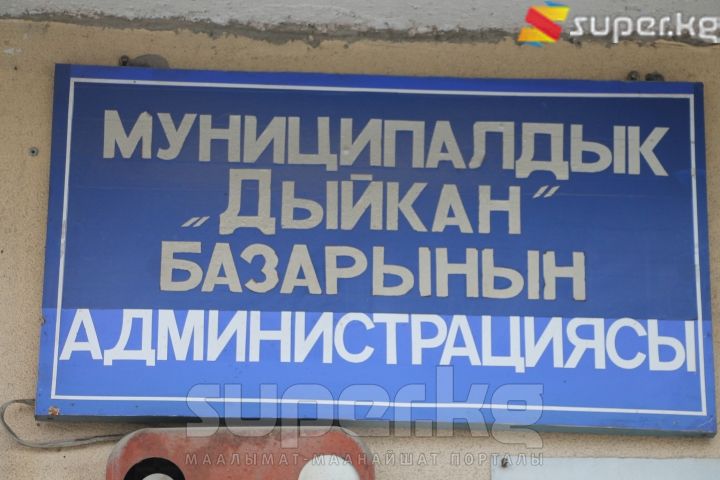 super.kg
МУНИЦИПАЛДЫК
„ДЫЙКАН"
БАЗАРЫНЫН
АДМИНИСТРАЦИЯСЫ
super.kg
МААЛЫМАТ-МААНАЙШАТ ПОРТАЛЫ